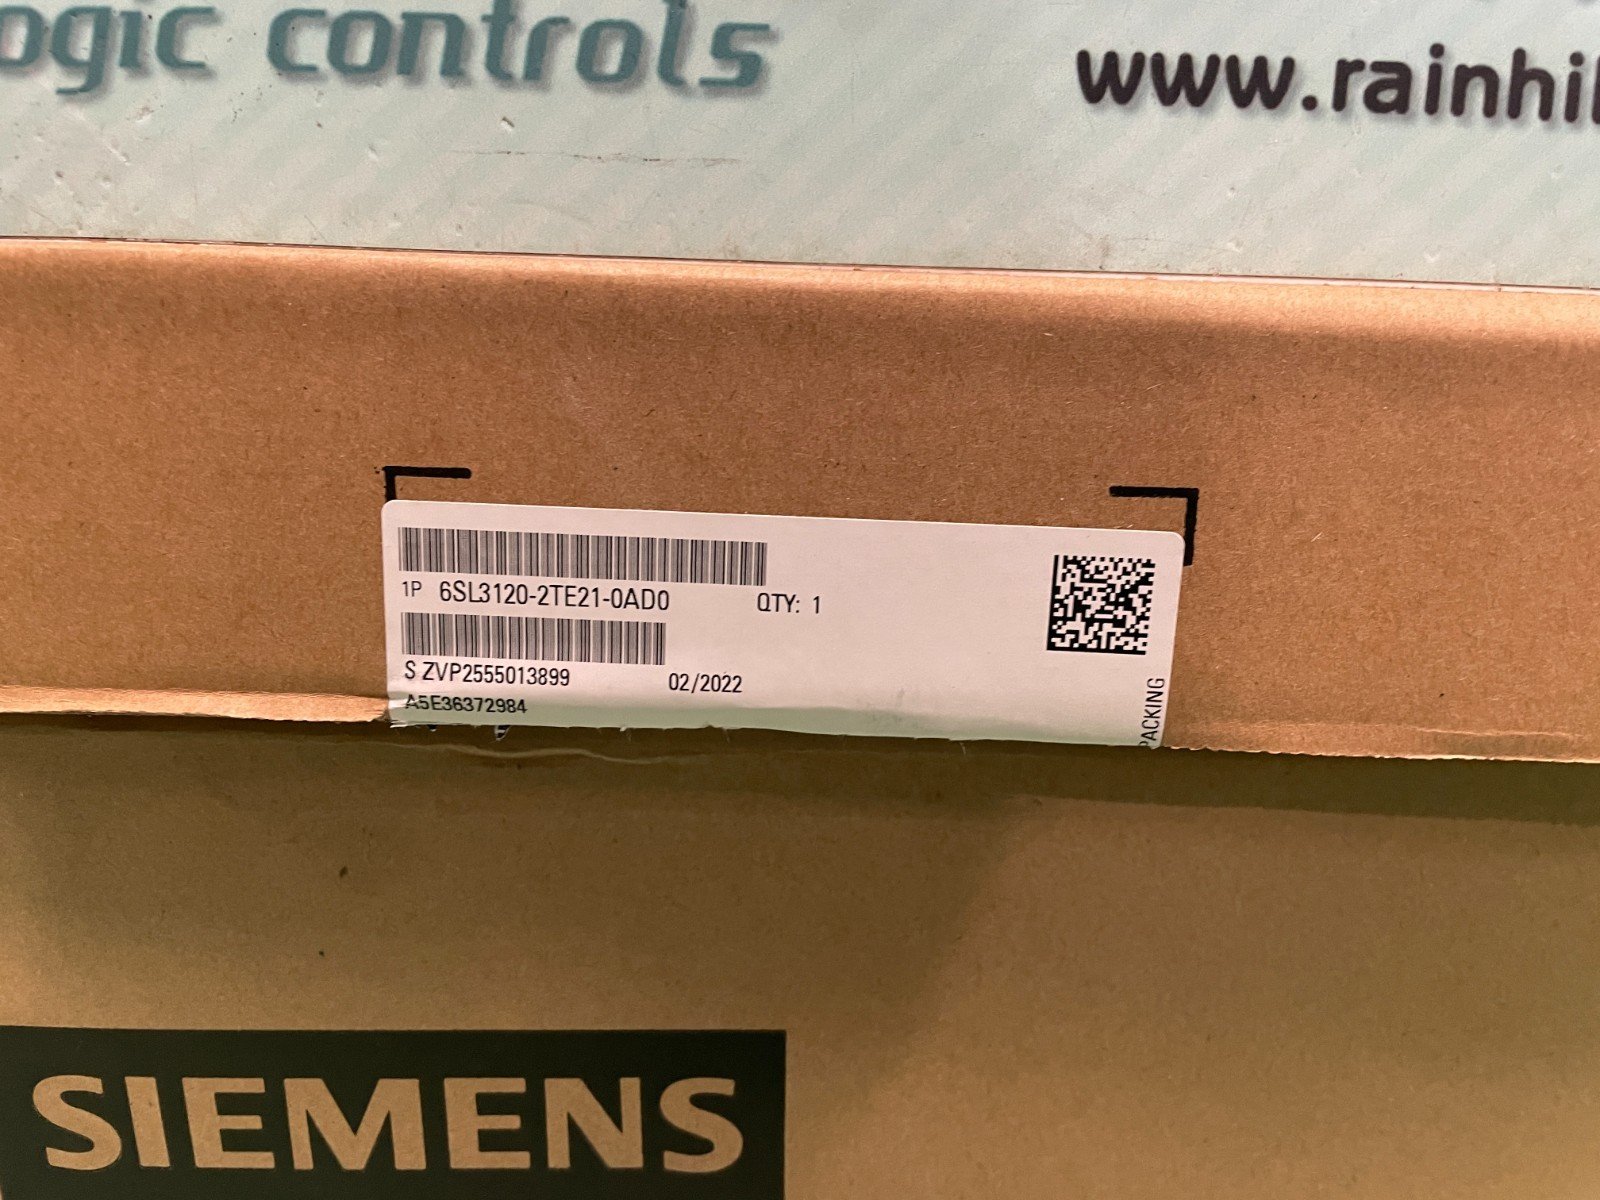 ogic controls
www.rainhil
1P 6SL3120-2TE21-0AD0 QTY: 1
S ZVP2555013899 02/2022
A5E36372984
PACKING
SIEMENS